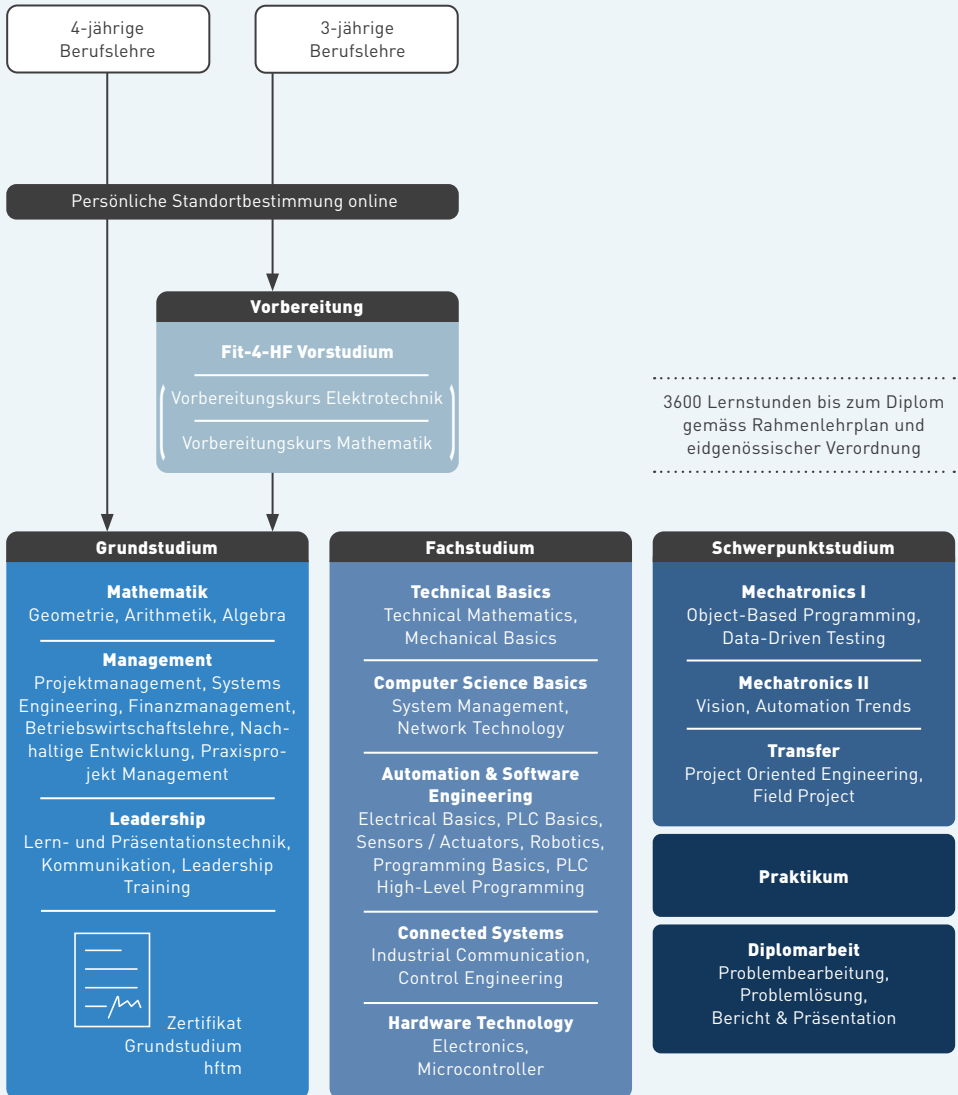 4-jährige
Berufslehre
3-jährige
Berufslehre
Persönliche Standortbestimmung online
Vorbereitung
Fit-4-HF Vorstudium
Vorbereitungskurs Elektrotechnik
Vorbereitungskurs Mathematik
3600 Lernstunden bis zum Diplom
gemäss Rahmenlehrplan und
eidgenössischer Verordnung
Grundstudium
Mathematik
Geometrie, Arithmetik, Algebra
Management
Projektmanagement, Systems
Engineering, Finanzmanagement,
Betriebswirtschaftslehre, Nach-
haltige Entwicklung, Praxispro-
jekt Management
Leadership
Lern- und Präsentationstechnik,
Kommunikation, Leadership
Training
Zertifikat
Grundstudium
hftm
Fachstudium
Technical Basics
Technical Mathematics,
Mechanical Basics
Computer Science Basics
System Management,
Network Technology
Automation & Software
Engineering
Electrical Basics, PLC Basics,
Sensors / Actuators, Robotics,
Programming Basics, PLC
High-Level Programming
Connected Systems
Industrial Communication,
Control Engineering
Hardware Technology
Electronics,
Microcontroller
Schwerpunktstudium
Mechatronics I
Object-Based Programming,
Data-Driven Testing
Mechatronics II
Vision, Automation Trends
Transfer
Project Oriented Engineering,
Field Project
Praktikum
Diplomarbeit
Problembearbeitung,
Problemlösung,
Bericht & Präsentation